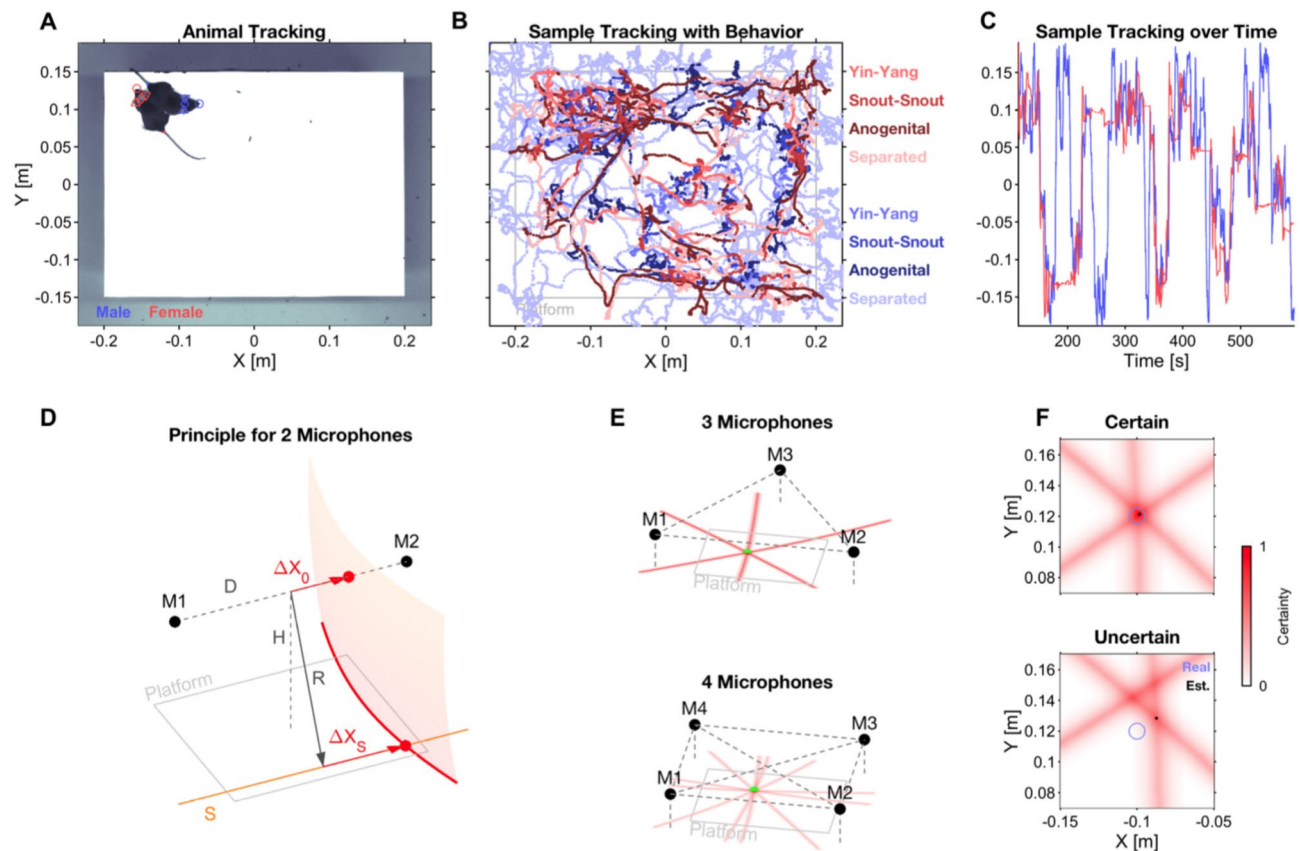 A
Animal Tracking
Y [m]
0.15
0.1
0.05
0
-0.05
-0.1
-0.15
Male Female
-0.2 -0.1 0 0.1 0.2
X [m]
B
Sample Tracking with Behavior
Yin-Yang
Snout-Snout
Anogenital
Separated
Yin-Yang
Snout-Snout
Anogenital
Separated
Platform
-0.2 -0.1 0 0.1 0.2
X [m]
C
Sample Tracking over Time
0.15
0.1
0.05
0
-0.05
-0.1
-0.15
200 300 400 500
Time [s]
D
Principle for 2 Microphones
M2
ΔX0
D
M1
H
Platform
R
ΔXS
S
E
3 Microphones
M3
M1
M2
Platform
4 Microphones
M4
M3
M1
M2
Platform
F
Certain
Y [m]
0.16
0.14
0.12
0.1
0.08
Uncertain
Real
Est.
Y [m]
0.16
0.14
0.12
0.1
0.08
-0.15 -0.1 -0.05
X [m]
1
Certainty
0